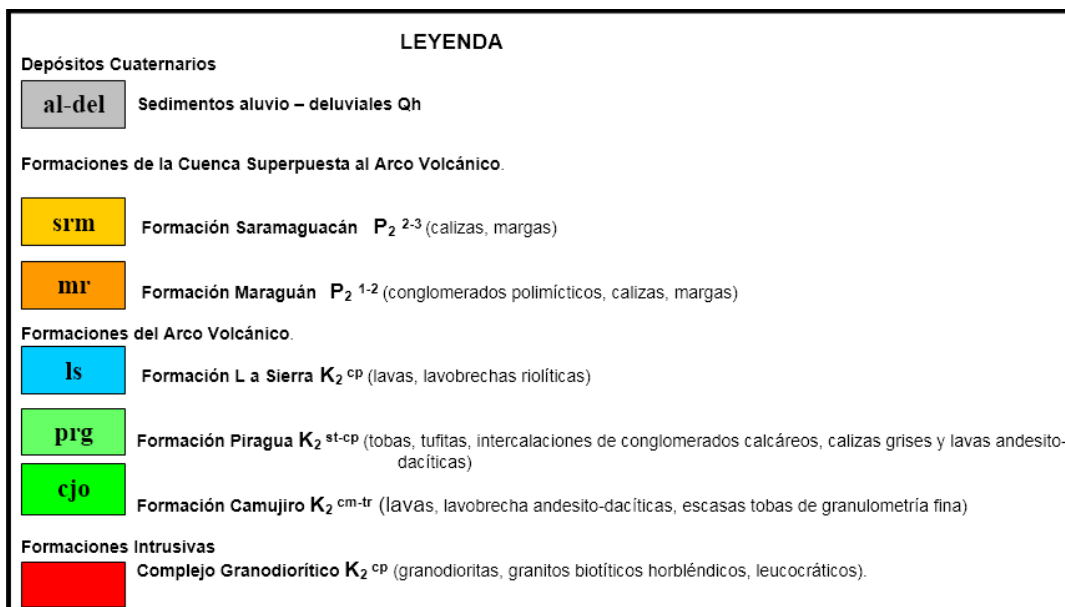 LEYENDA
Depósitos Cuaternarios
al-del Sedimentos aluvio – deluviales Qh
Formaciones de la Cuenca Superpuesta al Arco Volcánico.
srm Formación Saramaguacán P2 2-3 (calizas, margas)
mr Formación Maraguán P2 1-2 (conglomerados polimícticos, calizas, margas)
Formaciones del Arco Volcánico.
ls Formación L a Sierra K2 cp (lavas, lavobrechas riolíticas)
prg Formación Piragua K2 st-cp (tobas, tufitas, intercalaciones de conglomerados calcáreos, calizas grises y lavas andesito-
dacíticas)
cjo Formación Camujiro K2 cm-tr (lavas, lavobrecha andesito-dacíticas, escasas tobas de granulometría fina)
Formaciones Intrusivas
Complejo Granodiorítico K2 cp (granodioritas, granitos biotíticos horbléndicos, leucocráticos).